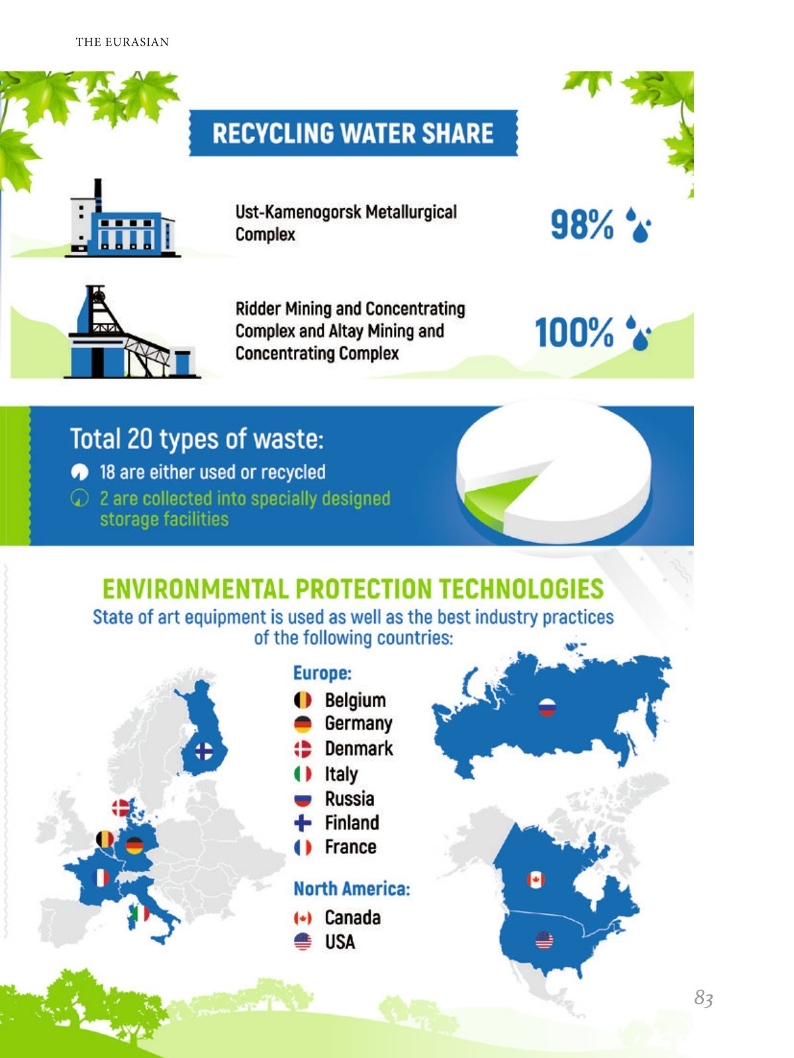 THE EURASIAN
RECYCLING WATER SHARE
Ust-Kamenogorsk Metallurgical
Complex
98%
Ridder Mining and Concentrating
Complex and Altay Mining and
Concentrating Complex
100%
Total 20 types of waste:
18 are either used or recycled
2 are collected into specially designed
storage facilities
ENVIRONMENTAL PROTECTION TECHNOLOGIES
State of art equipment is used as well as the best industry practices
of the following countries:
Europe:
Belgium
Germany
Denmark
Italy
Russia
Finland
France
North America:
Canada
USA
83